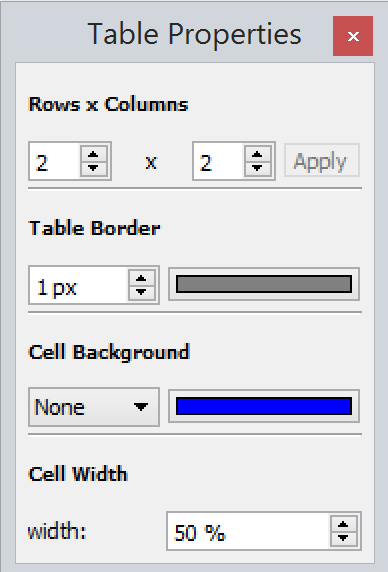 Table Properties
x
Rows x Columns
2 x 2 Apply
Table Border
1 px
Cell Background
None
Cell Width
width: 50 %